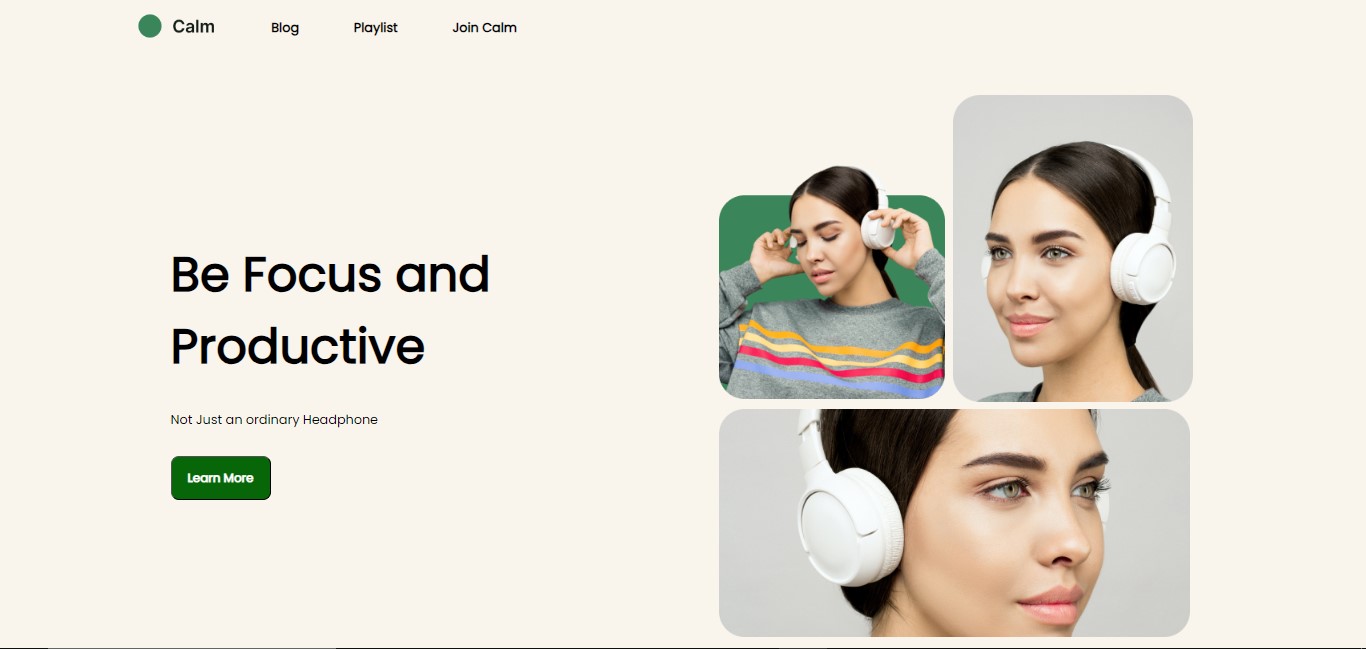 Calm Blog Playlist Join Calm
Be Focus and
Productive
Not Just an ordinary Headphone
Learn More